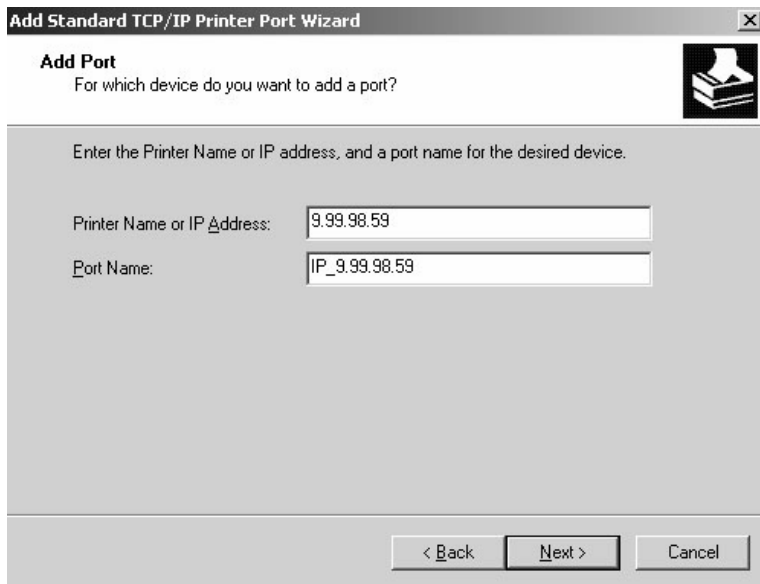 Add Standard TCP/IP Printer Port Wizard
Add Port
For which device do you want to add a port?
Enter the Printer Name or IP address, and a port name for the desired device.
Printer Name or IP Address: 9.99.98.59
Port Name: IP_9.99.98.59
< Back Next > Cancel